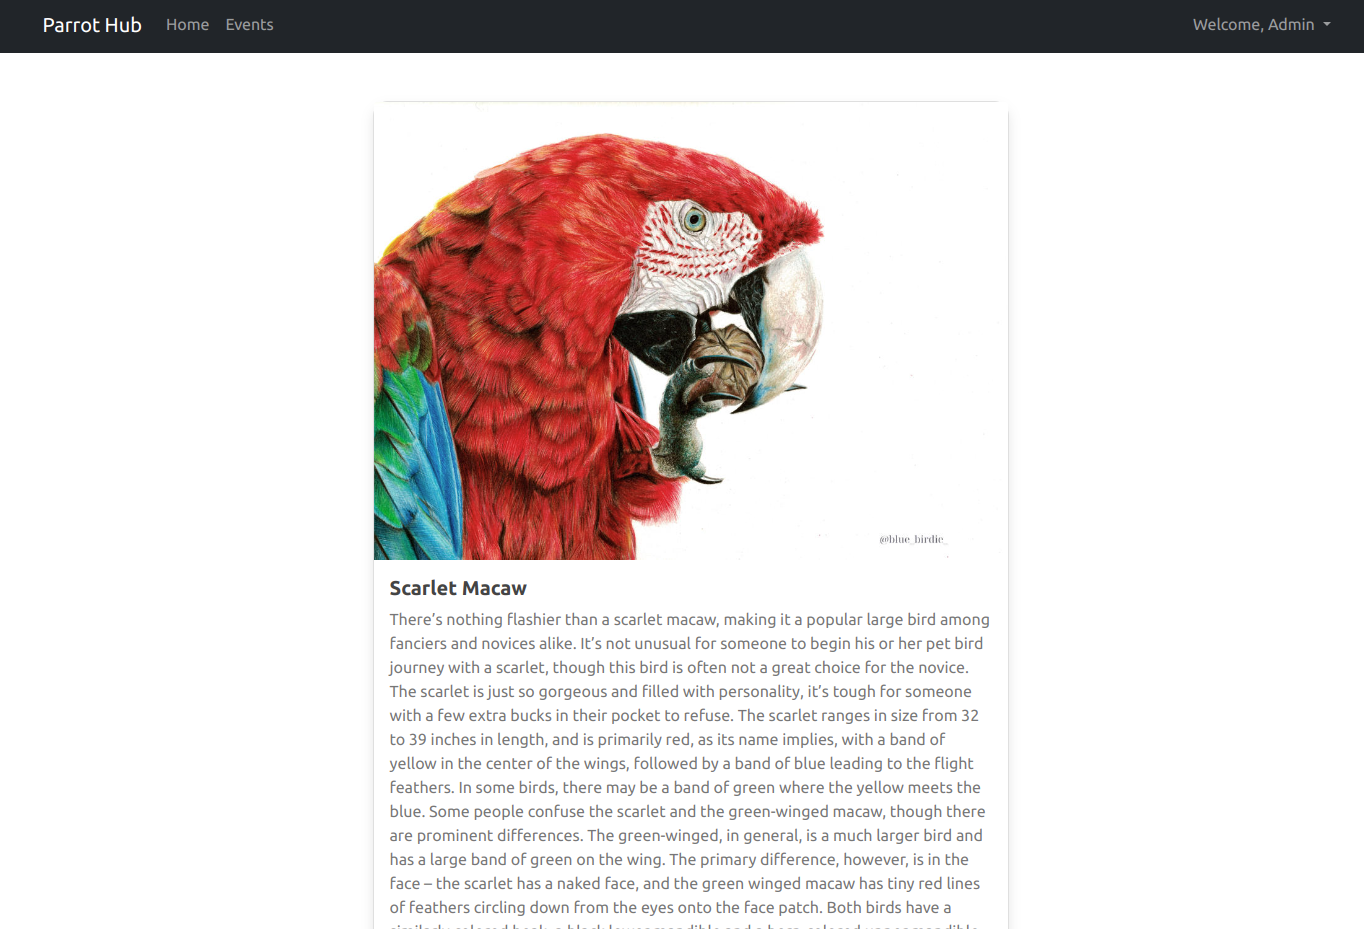 Parrot Hub Home Events Welcome, Admin
@blue_birdie_
Scarlet Macaw
There’s nothing flashier than a scarlet macaw, making it a popular large bird among
fanciers and novices alike. It’s not unusual for someone to begin his or her pet bird
journey with a scarlet, though this bird is often not a great choice for the novice.
The scarlet is just so gorgeous and filled with personality, it’s tough for someone
with a few extra bucks in their pocket to refuse. The scarlet ranges in size from 32
to 39 inches in length, and is primarily red, as its name implies, with a band of
yellow in the center of the wings, followed by a band of blue leading to the flight
feathers. In some birds, there may be a band of green where the yellow meets the
blue. Some people confuse the scarlet and the green-winged macaw, though there
are prominent differences. The green-winged, in general, is a much larger bird and
has a large band of green on the wing. The primary difference, however, is in the
face – the scarlet has a naked face, and the green winged macaw has tiny red lines
of feathers circling down from the eyes onto the face patch. Both birds have a